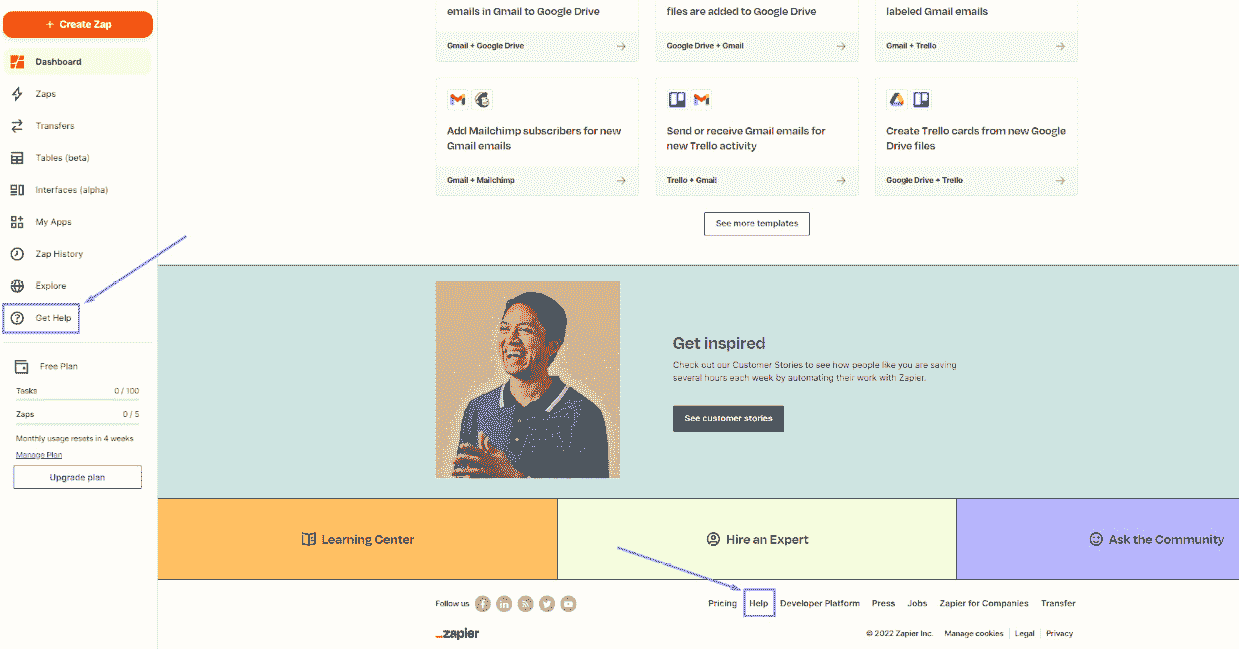 + Create Zap
Dashboard
Zaps
Transfers
Tables (beta)
Interfaces (alpha)
My Apps
Zap History
Explore
Get Help
Free Plan
Tasks 0 / 100
Zaps 0 / 5
Monthly usage resets in 4 weeks
Manage Plan
Upgrade plan
emails in Gmail to Google Drive
Gmail + Google Drive
files are added to Google Drive
Google Drive + Gmail
labeled Gmail emails
Gmail + Trello
Add Mailchimp subscribers for new
Gmail emails
Gmail + Mailchimp
Send or receive Gmail emails for
new Trello activity
Trello + Gmail
Create Trello cards from new Google
Drive files
Google Drive + Trello
See more templates
Get inspired
Check out our Customer Stories to see how people like you are saving
several hours each week by automating their work with Zapier.
See customer stories
Learning Center
Hire an Expert
Ask the Community
Follow us
Pricing Help Developer Platform Press Jobs Zapier for Companies Transfer
_zapier
© 2022 Zapier Inc. Manage cookies Legal Privacy